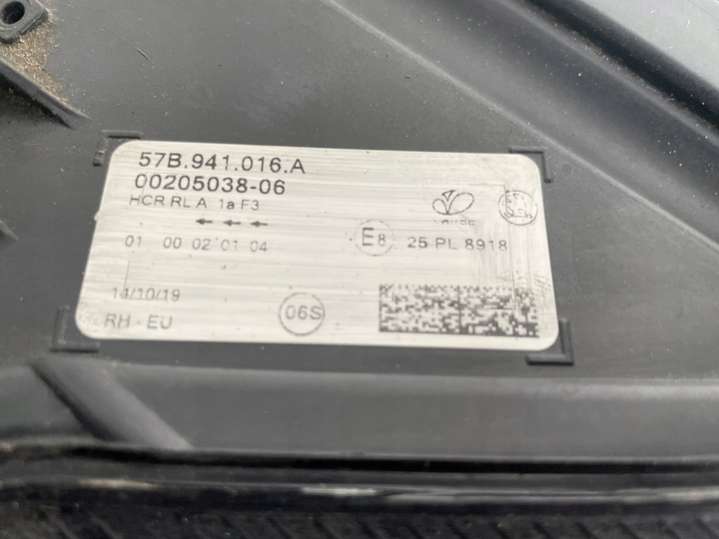 57B.941.016.A
00205038-06
HCR RL A 1a F3
01 00 02 01 04
E8 25 PL 8918
14/10/19
06S
RH - EU